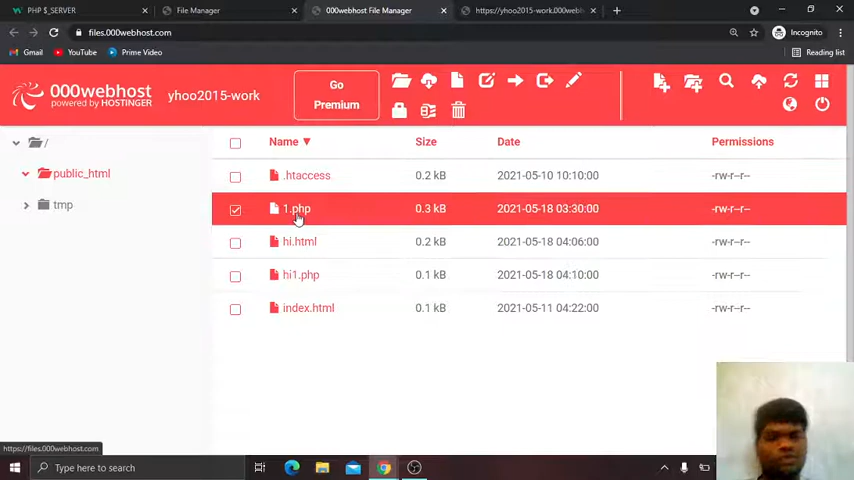 PHP $_SERVER
File Manager
000webhost File Manager
https://yhoo2015-work.000webh
files.000webhost.com
Incognito
Gmail
YouTube
Prime Video
Reading list
000webhost
powered by HOSTINGER
yhoo2015-work
Go
Premium
/
public_html
tmp
Name ▼ Size Date Permissions
.htaccess 0.2 kB 2021-05-10 10:10:00 -rw-r--r--
1.php 0.3 kB 2021-05-18 03:30:00 -rw-r--r--
hi.html 0.2 kB 2021-05-18 04:06:00 -rw-r--r--
hi1.php 0.1 kB 2021-05-18 04:10:00 -rw-r--r--
index.html 0.1 kB 2021-05-11 04:22:00 -rw-r--r--
https://files.000webhost.com
Type here to search